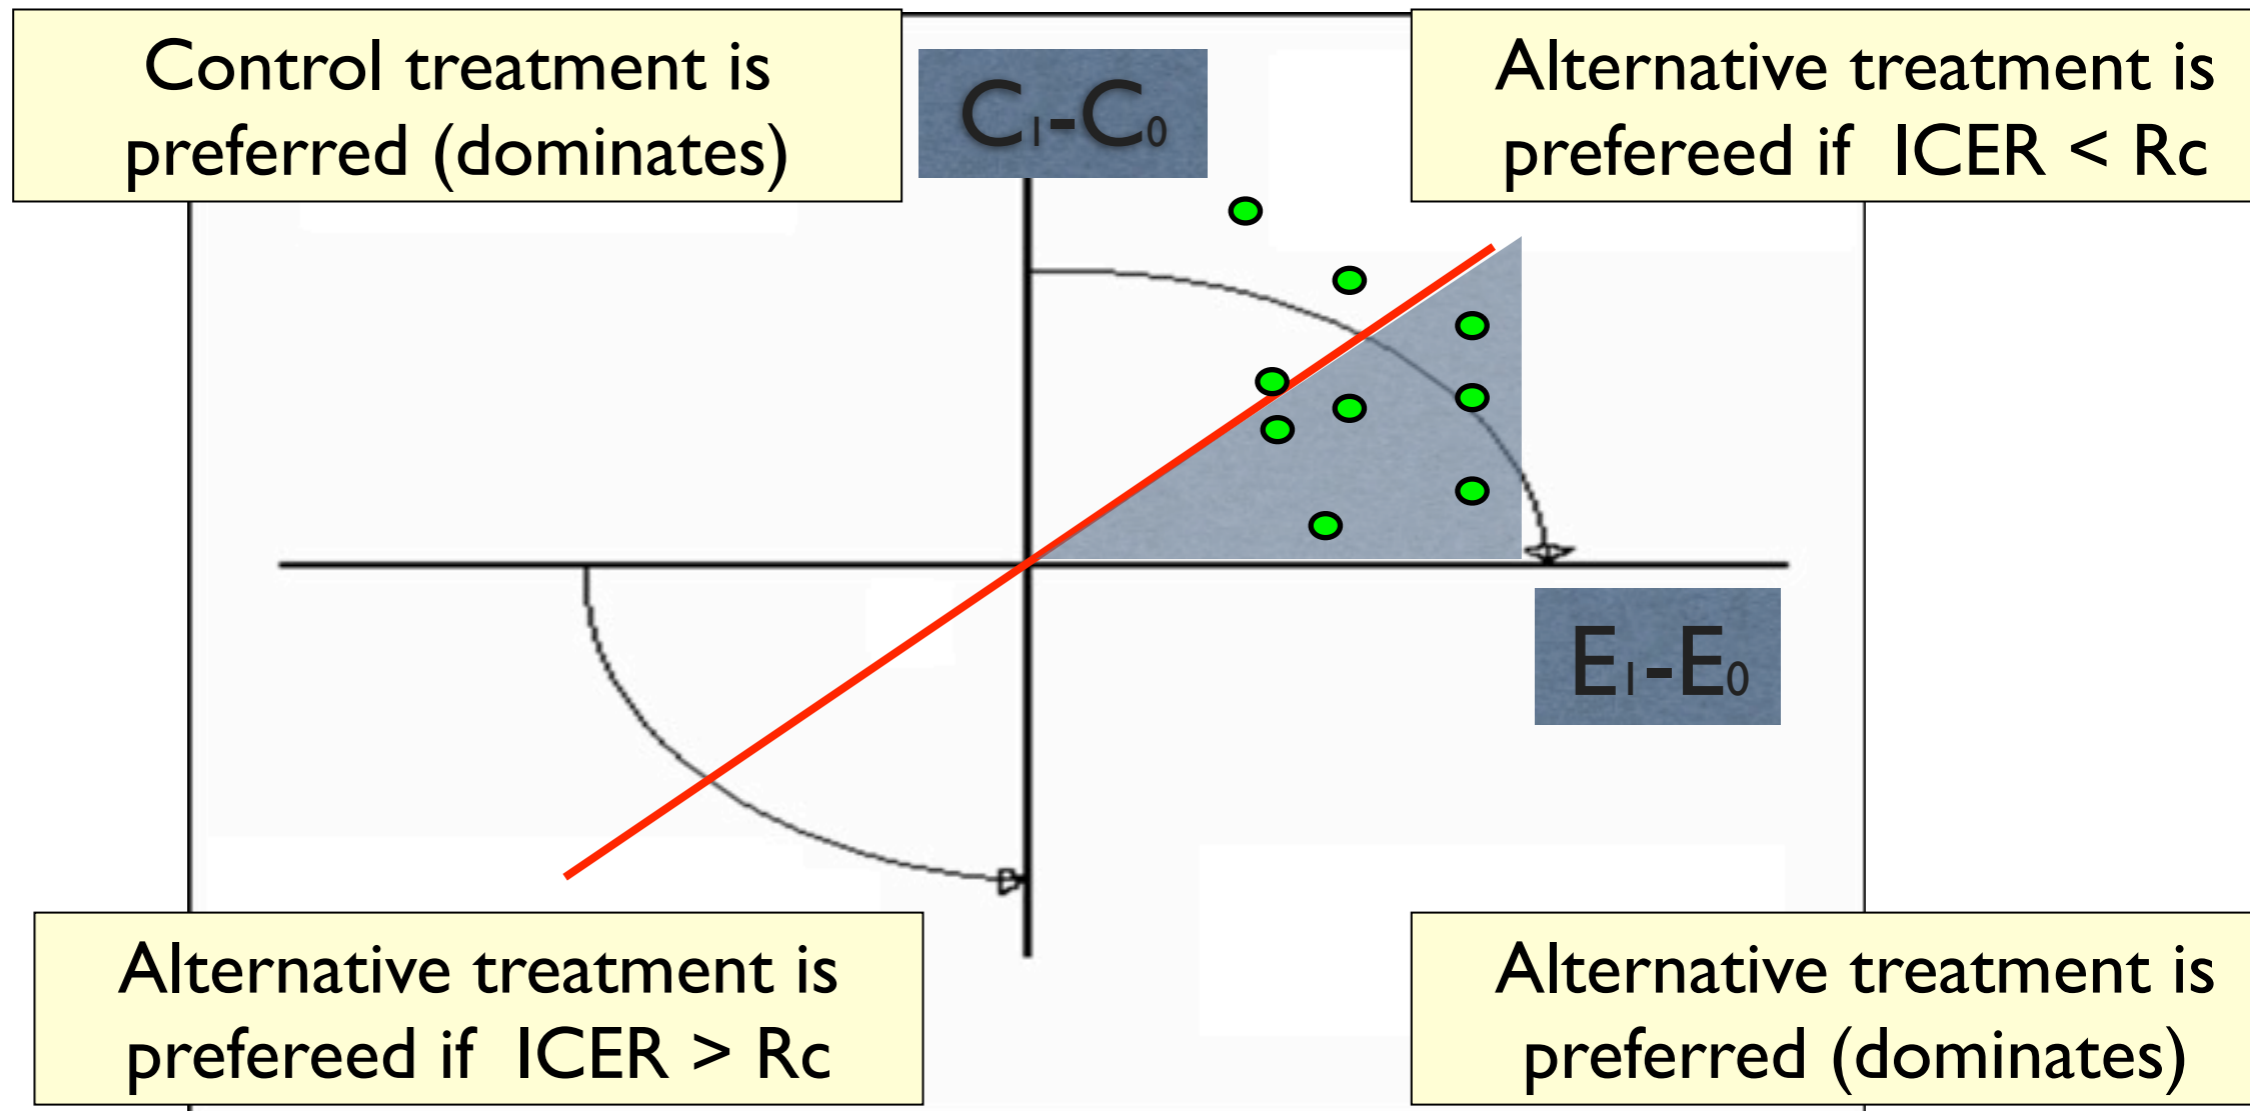 Control treatment is
preferred (dominates)
C₁-C₀
Alternative treatment is
prefereed if ICER < Rc
E₁-E₀
Alternative treatment is
prefereed if ICER > Rc
Alternative treatment is
preferred (dominates)